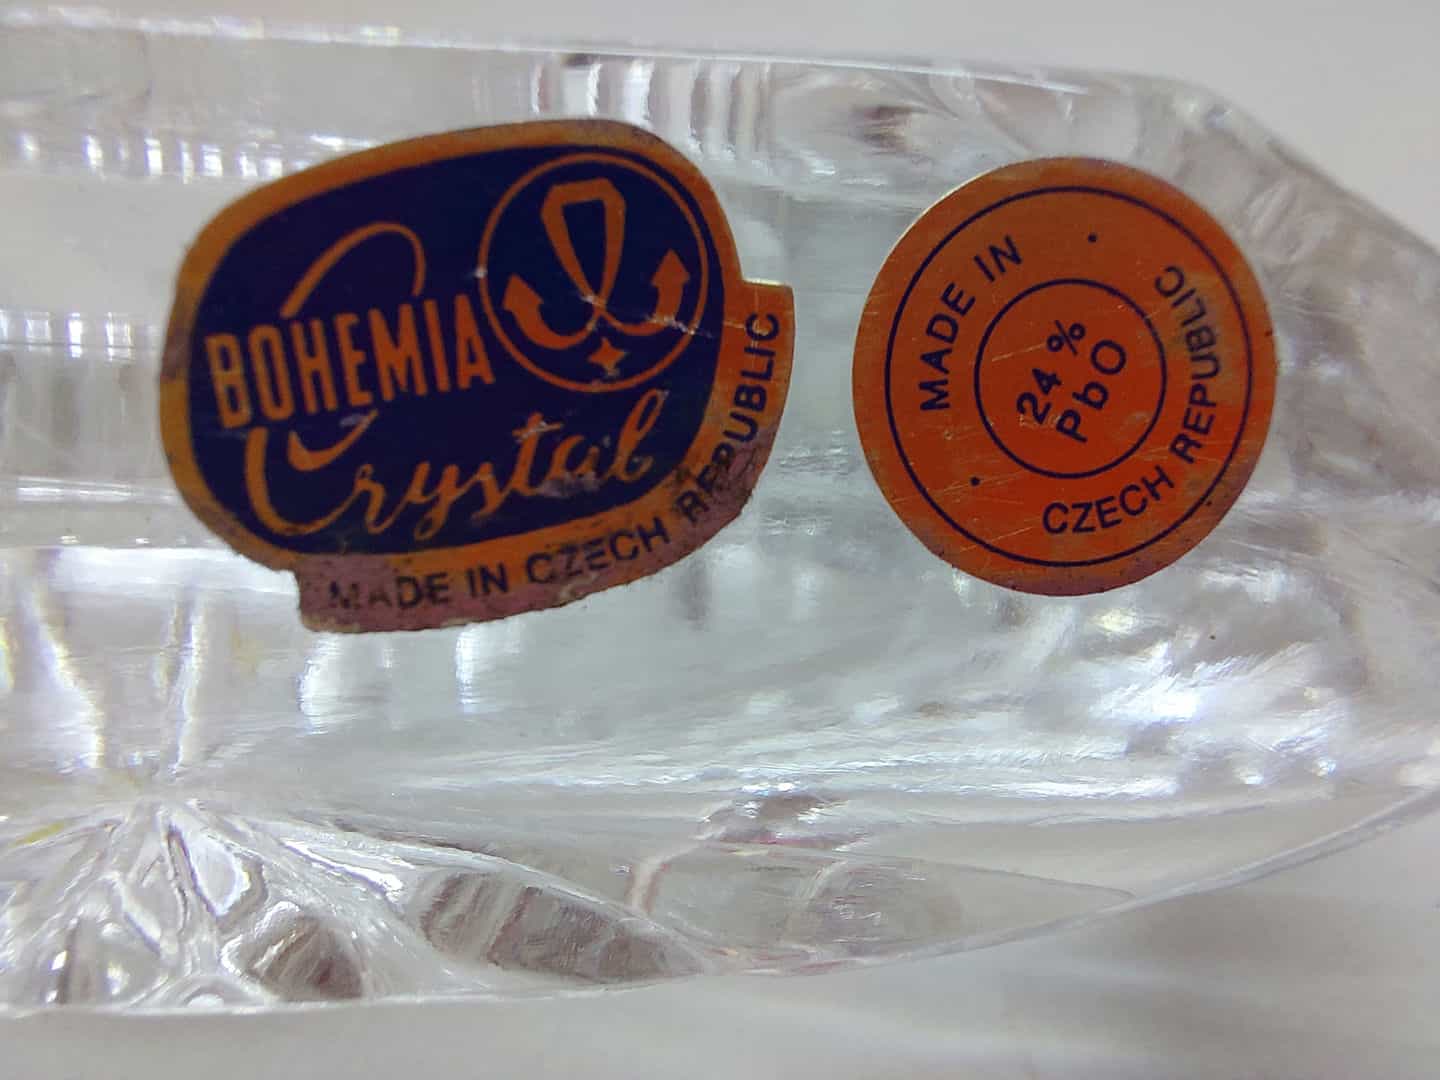 BOHEMIA
Crystal
MADE IN CZECH REPUBLIC
MADE IN
24 %
PbO
CZECH REPUBLIC